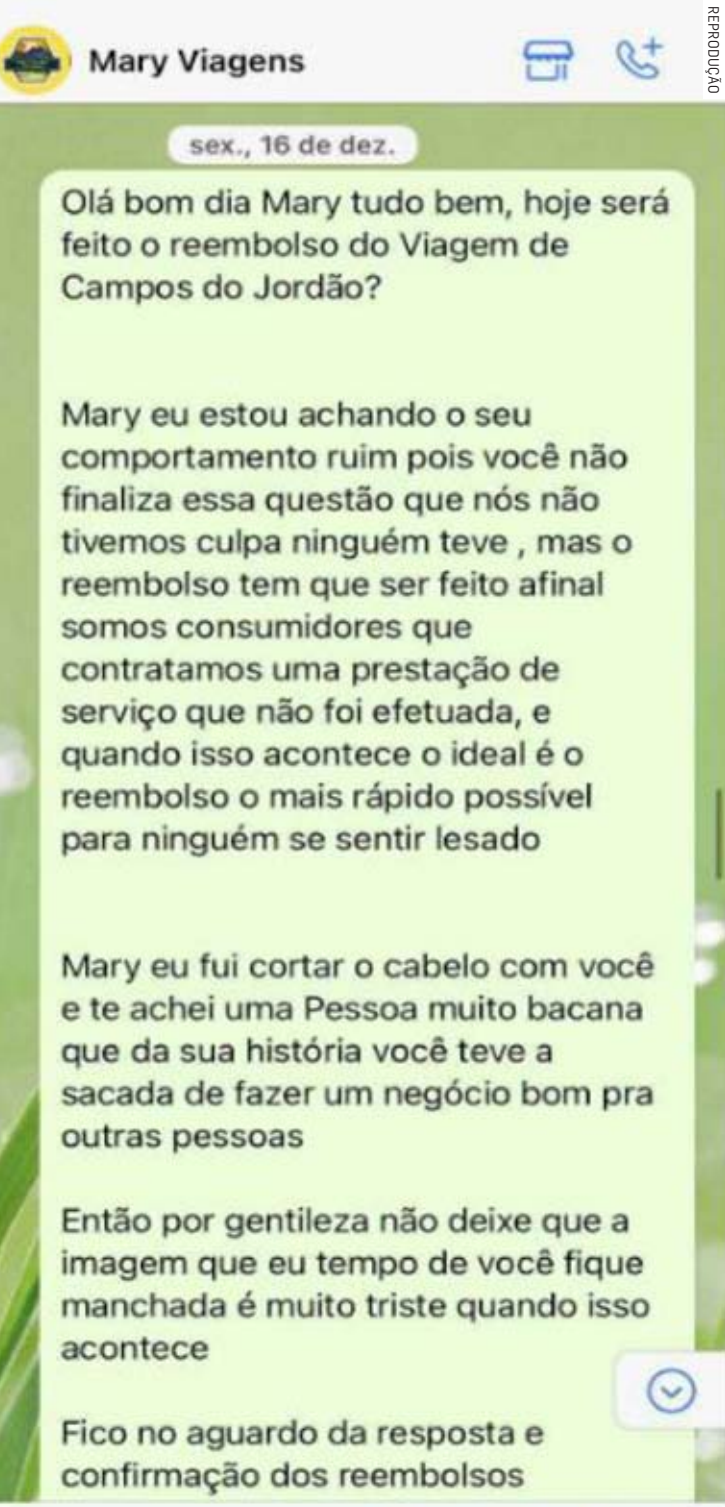 REPRODUÇÃO
Mary Viagens
sex., 16 de dez.
Olá bom dia Mary tudo bem, hoje será
feito o reembolso do Viagem de
Campos do Jordão?
Mary eu estou achando o seu
comportamento ruim pois você não
finaliza essa questão que nós não
tivemos culpa ninguém teve , mas o
reembolso tem que ser feito afinal
somos consumidores que
contratamos uma prestação de
serviço que não foi efetuada, e
quando isso acontece o ideal é o
reembolso o mais rápido possível
para ninguém se sentir lesado
Mary eu fui cortar o cabelo com você
e te achei uma Pessoa muito bacana
que da sua história você teve a
sacada de fazer um negócio bom pra
outras pessoas
Então por gentileza não deixe que a
imagem que eu tempo de você fique
manchada é muito triste quando isso
acontece
Fico no aguardo da resposta e
confirmação dos reembolsos